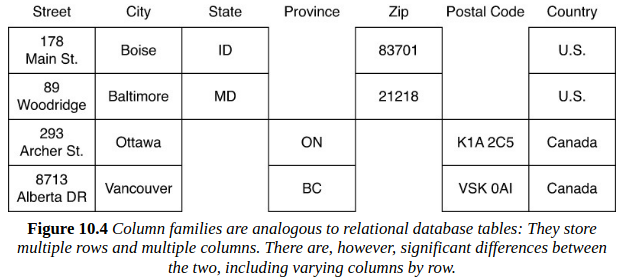 Street City State Province Zip Postal Code Country
178
Main St. Boise ID 83701 U.S.
89
Woodridge Baltimore MD 21218 U.S.
293
Archer St. Ottawa ON K1A 2C5 Canada
8713
Alberta DR Vancouver BC VSK 0AI Canada
Figure 10.4 Column families are analogous to relational database tables: They store
multiple rows and multiple columns. There are, however, significant differences between
the two, including varying columns by row.